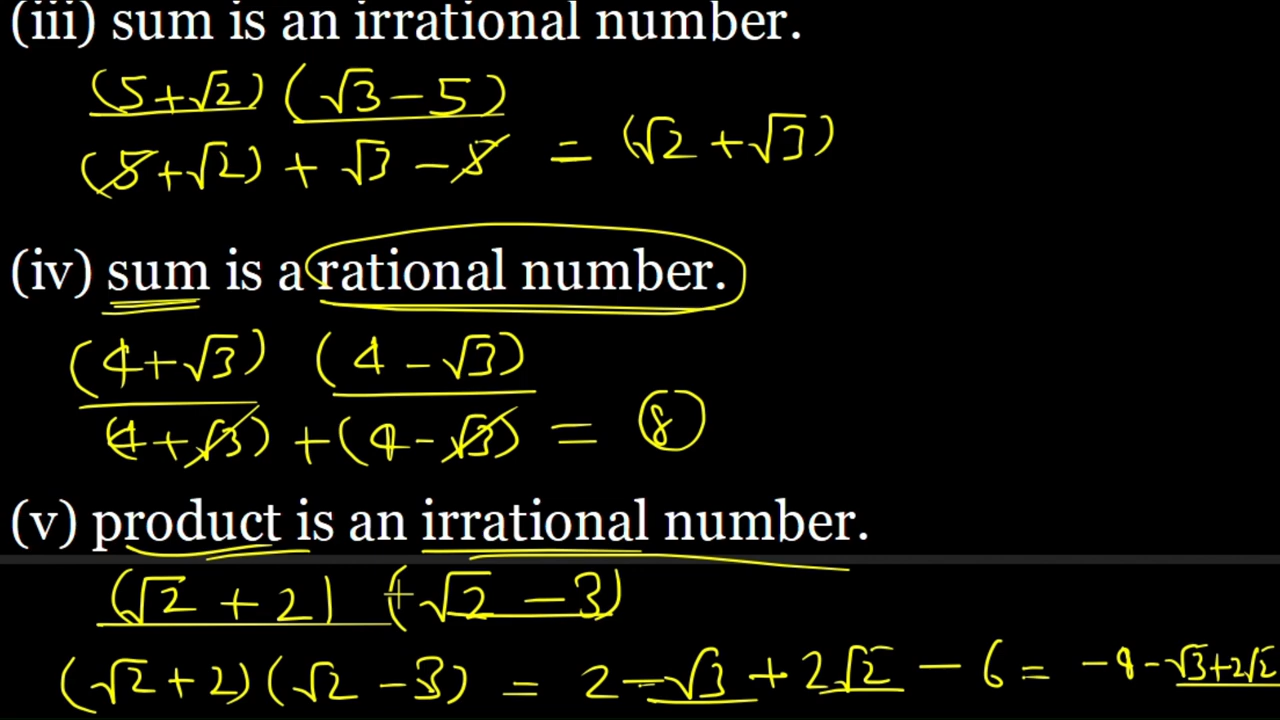 (iii) sum is an irrational number.
(5+√2) (√3 – 5)
(5+√2) + √3 – 5 = (√2 + √3)
(iv) sum is a rational number.
(4+√3) (4 – √3)
(4+√3) + (4 – √3) = 8
(v) product is an irrational number.
(√2 + 2) (√2 – 3)
(√2 + 2)(√2 – 3) = 2 – √3 + 2√2 – 6 = –4 – √3 + 2√2